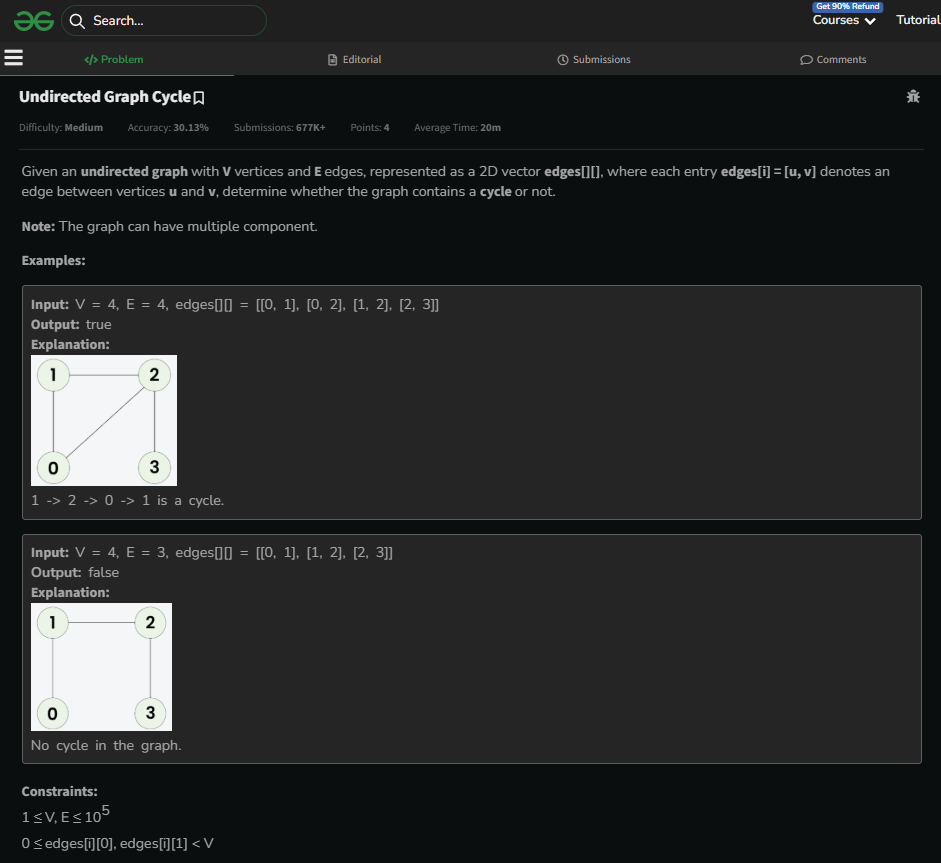 Search...
Get 90% Refund
Courses
Tutorial
</> Problem
Editorial
Submissions
Comments
Undirected Graph Cycle
Difficulty: Medium Accuracy: 30.13% Submissions: 677K+ Points: 4 Average Time: 20m
Given an undirected graph with V vertices and E edges, represented as a 2D vector edges[][], where each entry edges[i] = [u, v] denotes an
edge between vertices u and v, determine whether the graph contains a cycle or not.
Note: The graph can have multiple component.
Examples:
Input: V = 4, E = 4, edges[][] = [[0, 1], [0, 2], [1, 2], [2, 3]]
Output: true
Explanation:
1 2
0 3
1 -> 2 -> 0 -> 1 is a cycle.
Input: V = 4, E = 3, edges[][] = [[0, 1], [1, 2], [2, 3]]
Output: false
Explanation:
1 2
0 3
No cycle in the graph.
Constraints:
1 ≤ V, E ≤ 10^5
0 ≤ edges[i][0], edges[i][1] < V